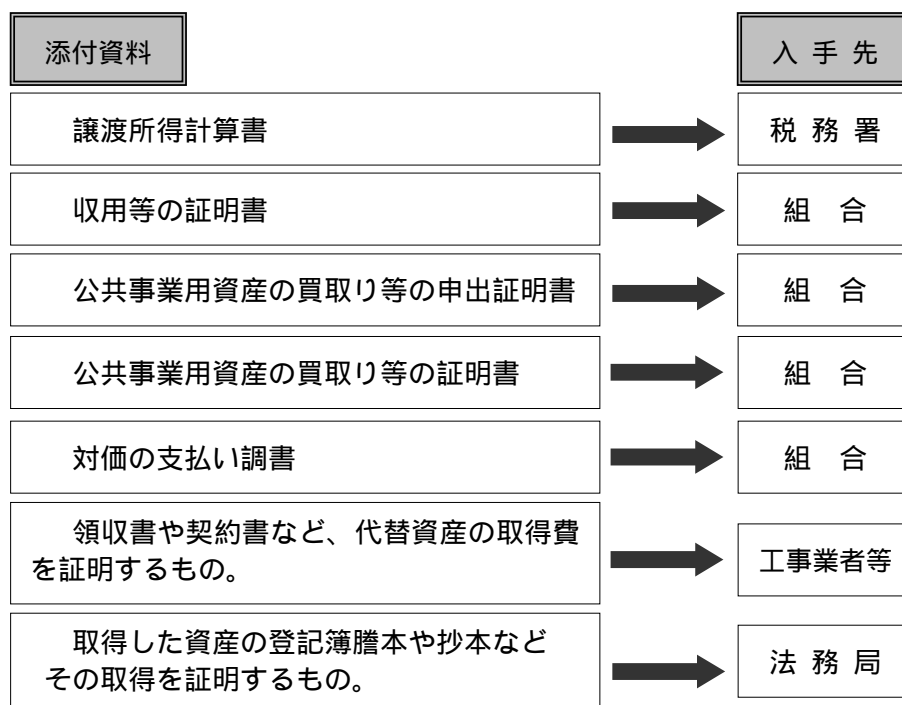 添付資料 入手先
譲渡所得計算書 税務署
収用等の証明書 組合
公共事業用資産の買取り等の申出証明書 組合
公共事業用資産の買取り等の証明書 組合
対価の支払い調書 組合
領収書や契約書など、代替資産の取得費
を証明するもの。
工事業者等
取得した資産の登記簿謄本や抄本など
その取得を証明するもの。
法務局